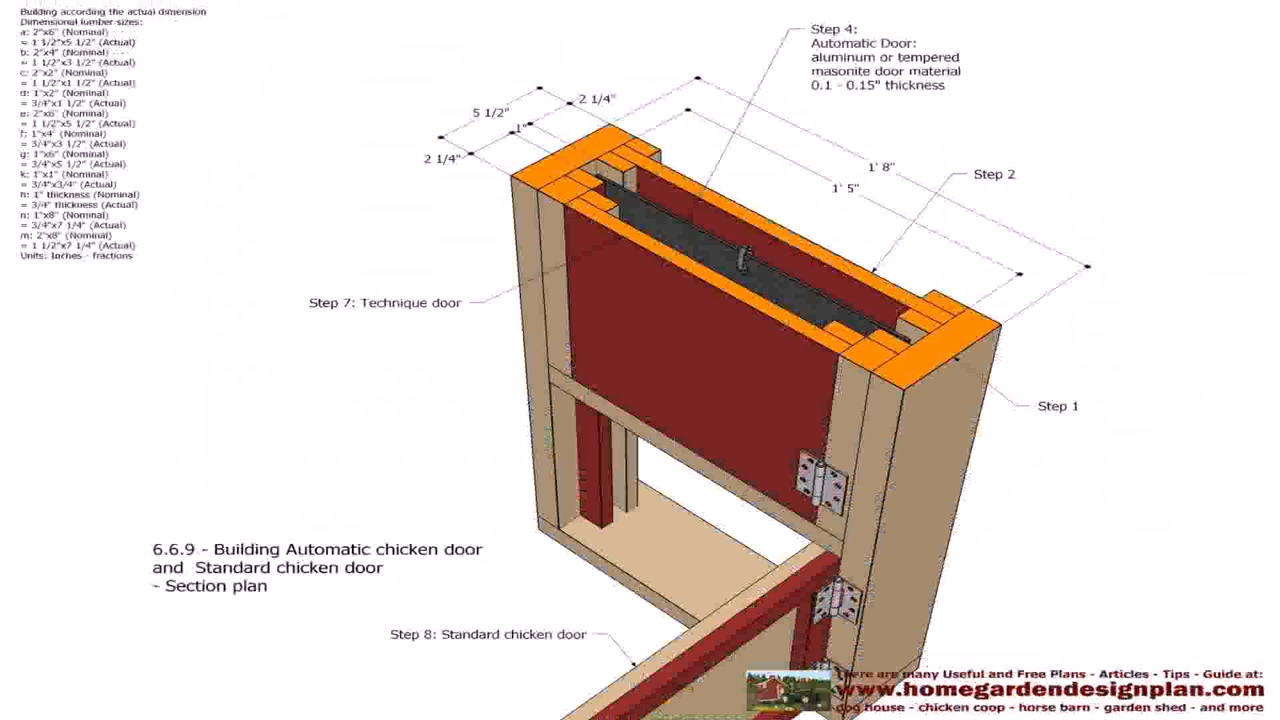 Building according the actual dimension
Dimensional lumber sizes:
a: 2"x6" (Nominal)
= 1 1/2"x5 1/2" (Actual)
b: 2"x4" (Nominal)
= 1 1/2"x3 1/2" (Actual)
c: 2"x2" (Nominal)
= 1 1/2"x1 1/2" (Actual)
d: 1"x2" (Nominal)
= 3/4"x1 1/2" (Actual)
e: 2"x6" (Nominal)
= 1 1/2"x5 1/2" (Actual)
f: 1"x4" (Nominal)
= 3/4"x3 1/2" (Actual)
g: 1"x6" (Nominal)
= 3/4"x5 1/2" (Actual)
k: 1"x1" (Nominal)
= 3/4"x3/4" (Actual)
h: 1" thickness (Nominal)
= 3/4" thickness (Actual)
n: 1"x8" (Nominal)
= 3/4"x7 1/4" (Actual)
m: 2"x8" (Nominal)
= 1 1/2"x7 1/4" (Actual)
Units: Inches - fractions
Step 4:
Automatic Door:
aluminum or tempered
masonite door material
0.1 - 0.15" thickness
2 1/4"
5 1/2"
1"
2 1/4"
1' 8"
1' 5"
Step 2
Step 7: Technique door
Step 1
6.6.9 - Building Automatic chicken door
and Standard chicken door
- Section plan
Step 8: Standard chicken door
There are many Useful and Free Plans - Articles - Tips - Guide at:
www.homegardendesignplan.com
dog house - chicken coop - horse barn - garden shed - and more